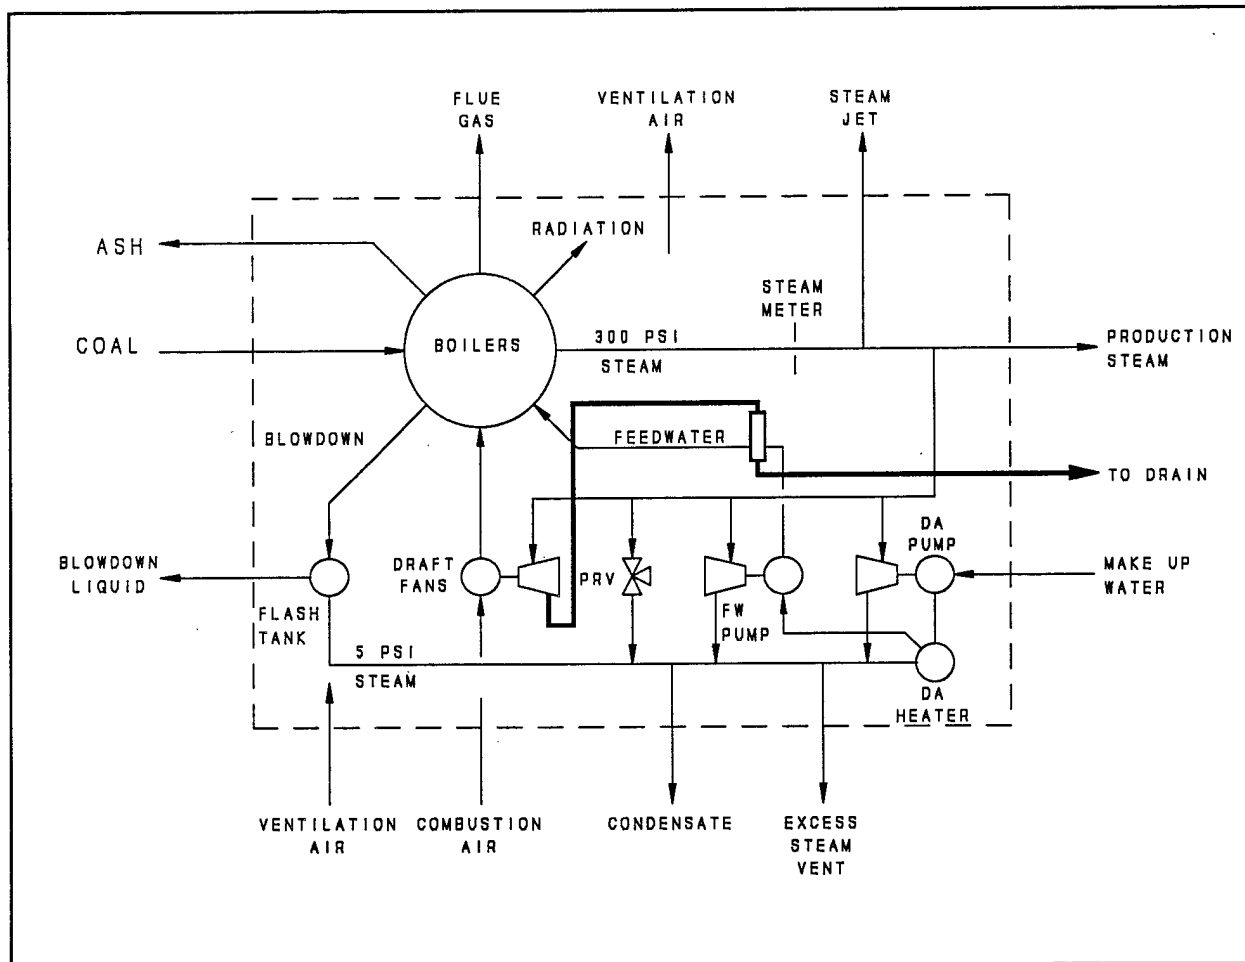 FLUE
GAS
VENTILATION
AIR
STEAM
JET
RADIATION
ASH
STEAM
METER
COAL
BOILERS
300 PSI
STEAM
PRODUCTION
STEAM
BLOWDOWN
FEEDWATER
TO DRAIN
BLOWDOWN
LIQUID
FLASH
TANK
DRAFT
FANS
PRV
FW
PUMP
DA
PUMP
MAKE UP
WATER
5 PSI
STEAM
DA
HEATER
VENTILATION
AIR
COMBUSTION
AIR
CONDENSATE
EXCESS
STEAM
VENT